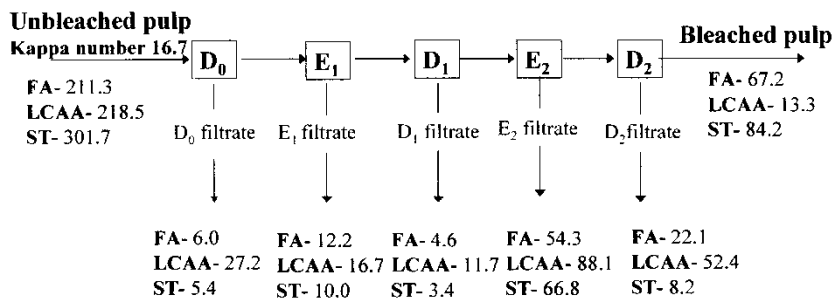 Unbleached pulp
Kappa number 16.7
D₀ E₁ D₁ E₂ D₂
Bleached pulp
FA- 211.3
LCAA- 218.5
ST- 301.7
FA- 67.2
LCAA- 13.3
ST- 84.2
D₀ filtrate E₁ filtrate D₁ filtrate E₂ filtrate D₂filtrate
FA- 6.0
LCAA- 27.2
ST- 5.4
FA- 12.2
LCAA- 16.7
ST- 10.0
FA- 4.6
LCAA- 11.7
ST- 3.4
FA- 54.3
LCAA- 88.1
ST- 66.8
FA- 22.1
LCAA- 52.4
ST- 8.2